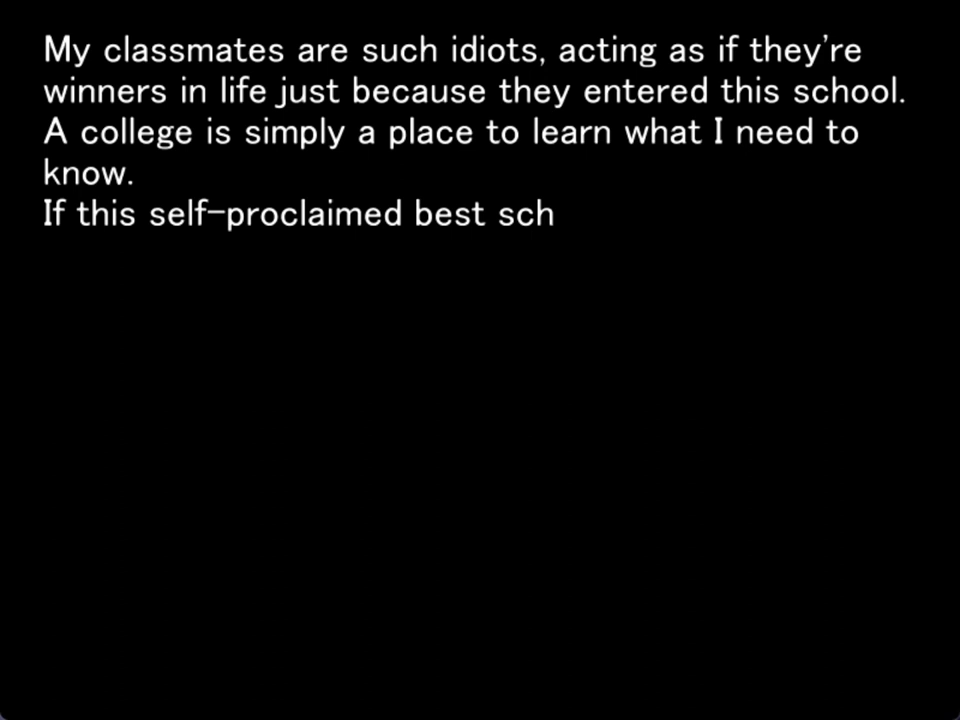 My classmates are such idiots, acting as if they're
winners in life just because they entered this school.
A college is simply a place to learn what I need to
know.
If this self-proclaimed best sch